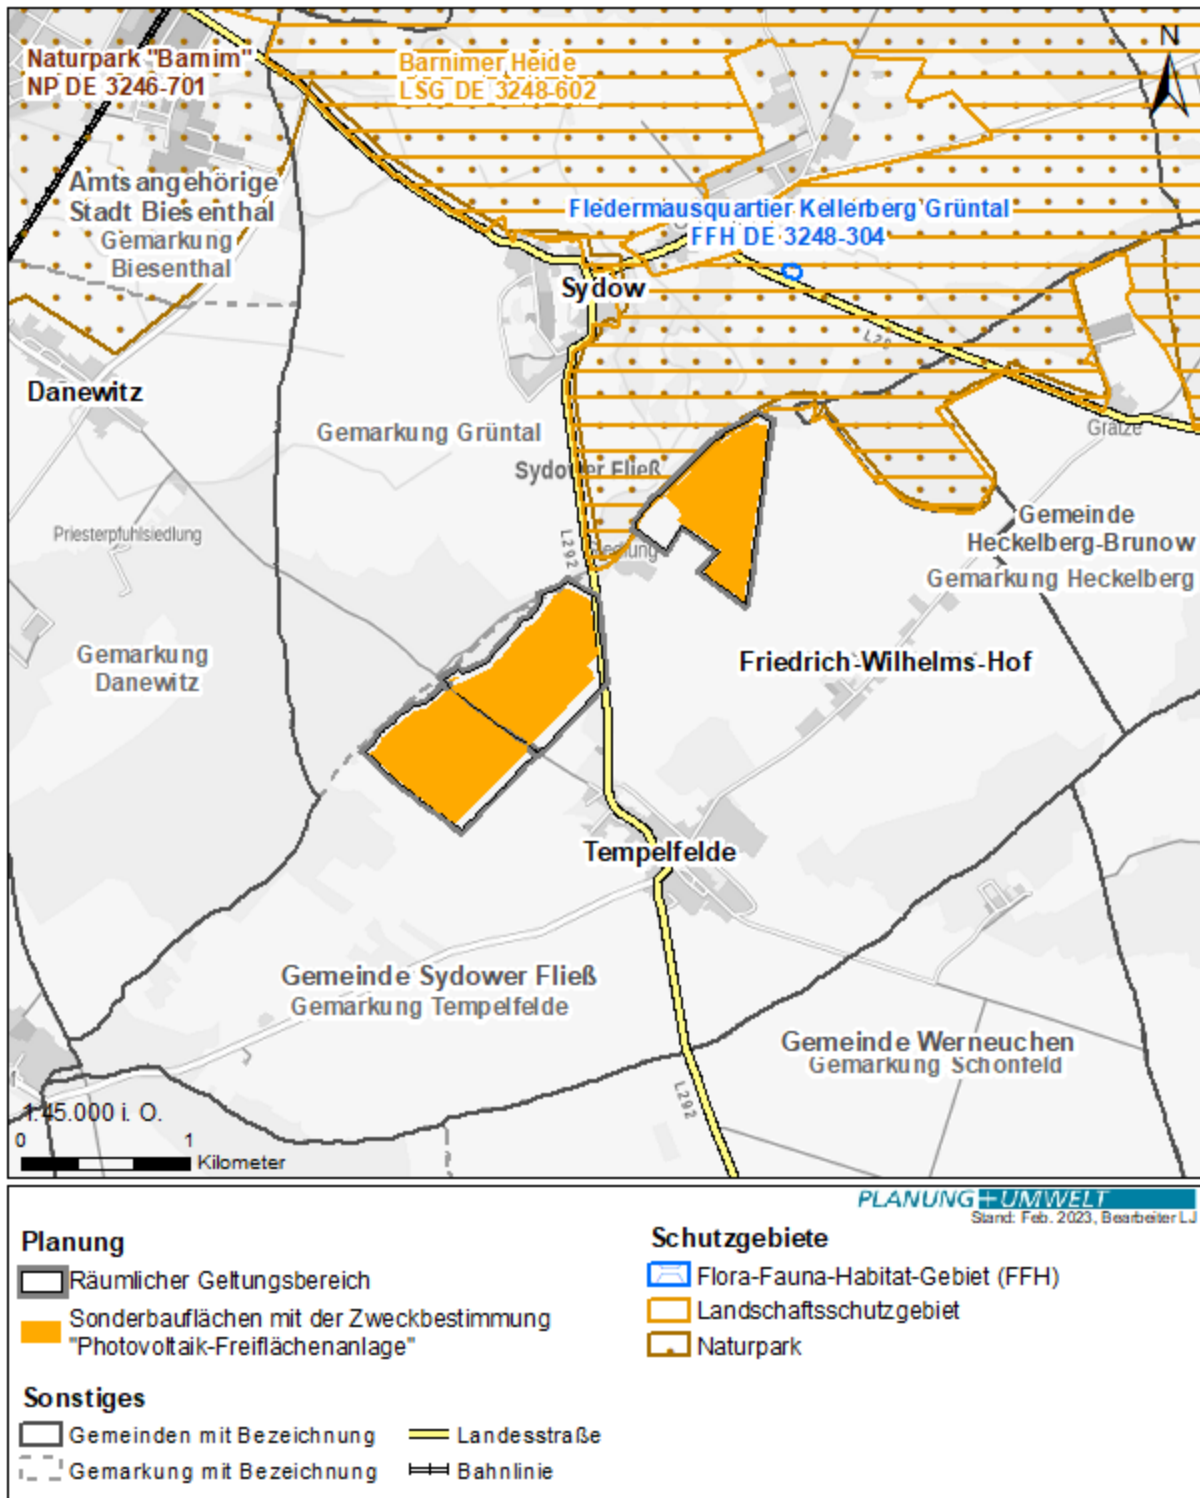 N
Naturpark "Barnim"
NP DE 3246-701
Barnimer Heide
LSG DE 3248-602
Amtsangehörige
Stadt Biesenthal
Gemarkung
Biesenthal
Fledermausquartier Kellerberg Grüntal
FFH DE 3248-304
Sydow
L29
Danewitz
Gemarkung Grüntal
Grätze
Sydower Fließ
Priesterpfuhlsiedlung
L292
Siedlung
Gemeinde
Heckelberg-Brunow
Gemarkung Heckelberg
Gemarkung
Danewitz
Friedrich-Wilhelms-Hof
Tempelfelde
Gemeinde Sydower Fließ
Gemarkung Tempelfelde
Gemeinde Werneuchen
Gemarkung Schönfeld
L292
1:45.000 i. O.
0 1
Kilometer
PLANUNG+UMWELT
Stand: Feb. 2023, Bearbeiter LJ
Planung
Räumlicher Geltungsbereich
Sonderbauflächen mit der Zweckbestimmung
"Photovoltaik-Freiflächenanlage"
Schutzgebiete
Flora-Fauna-Habitat-Gebiet (FFH)
Landschaftsschutzgebiet
Naturpark
Sonstiges
Gemeinden mit Bezeichnung
Landesstraße
Gemarkung mit Bezeichnung
Bahnlinie